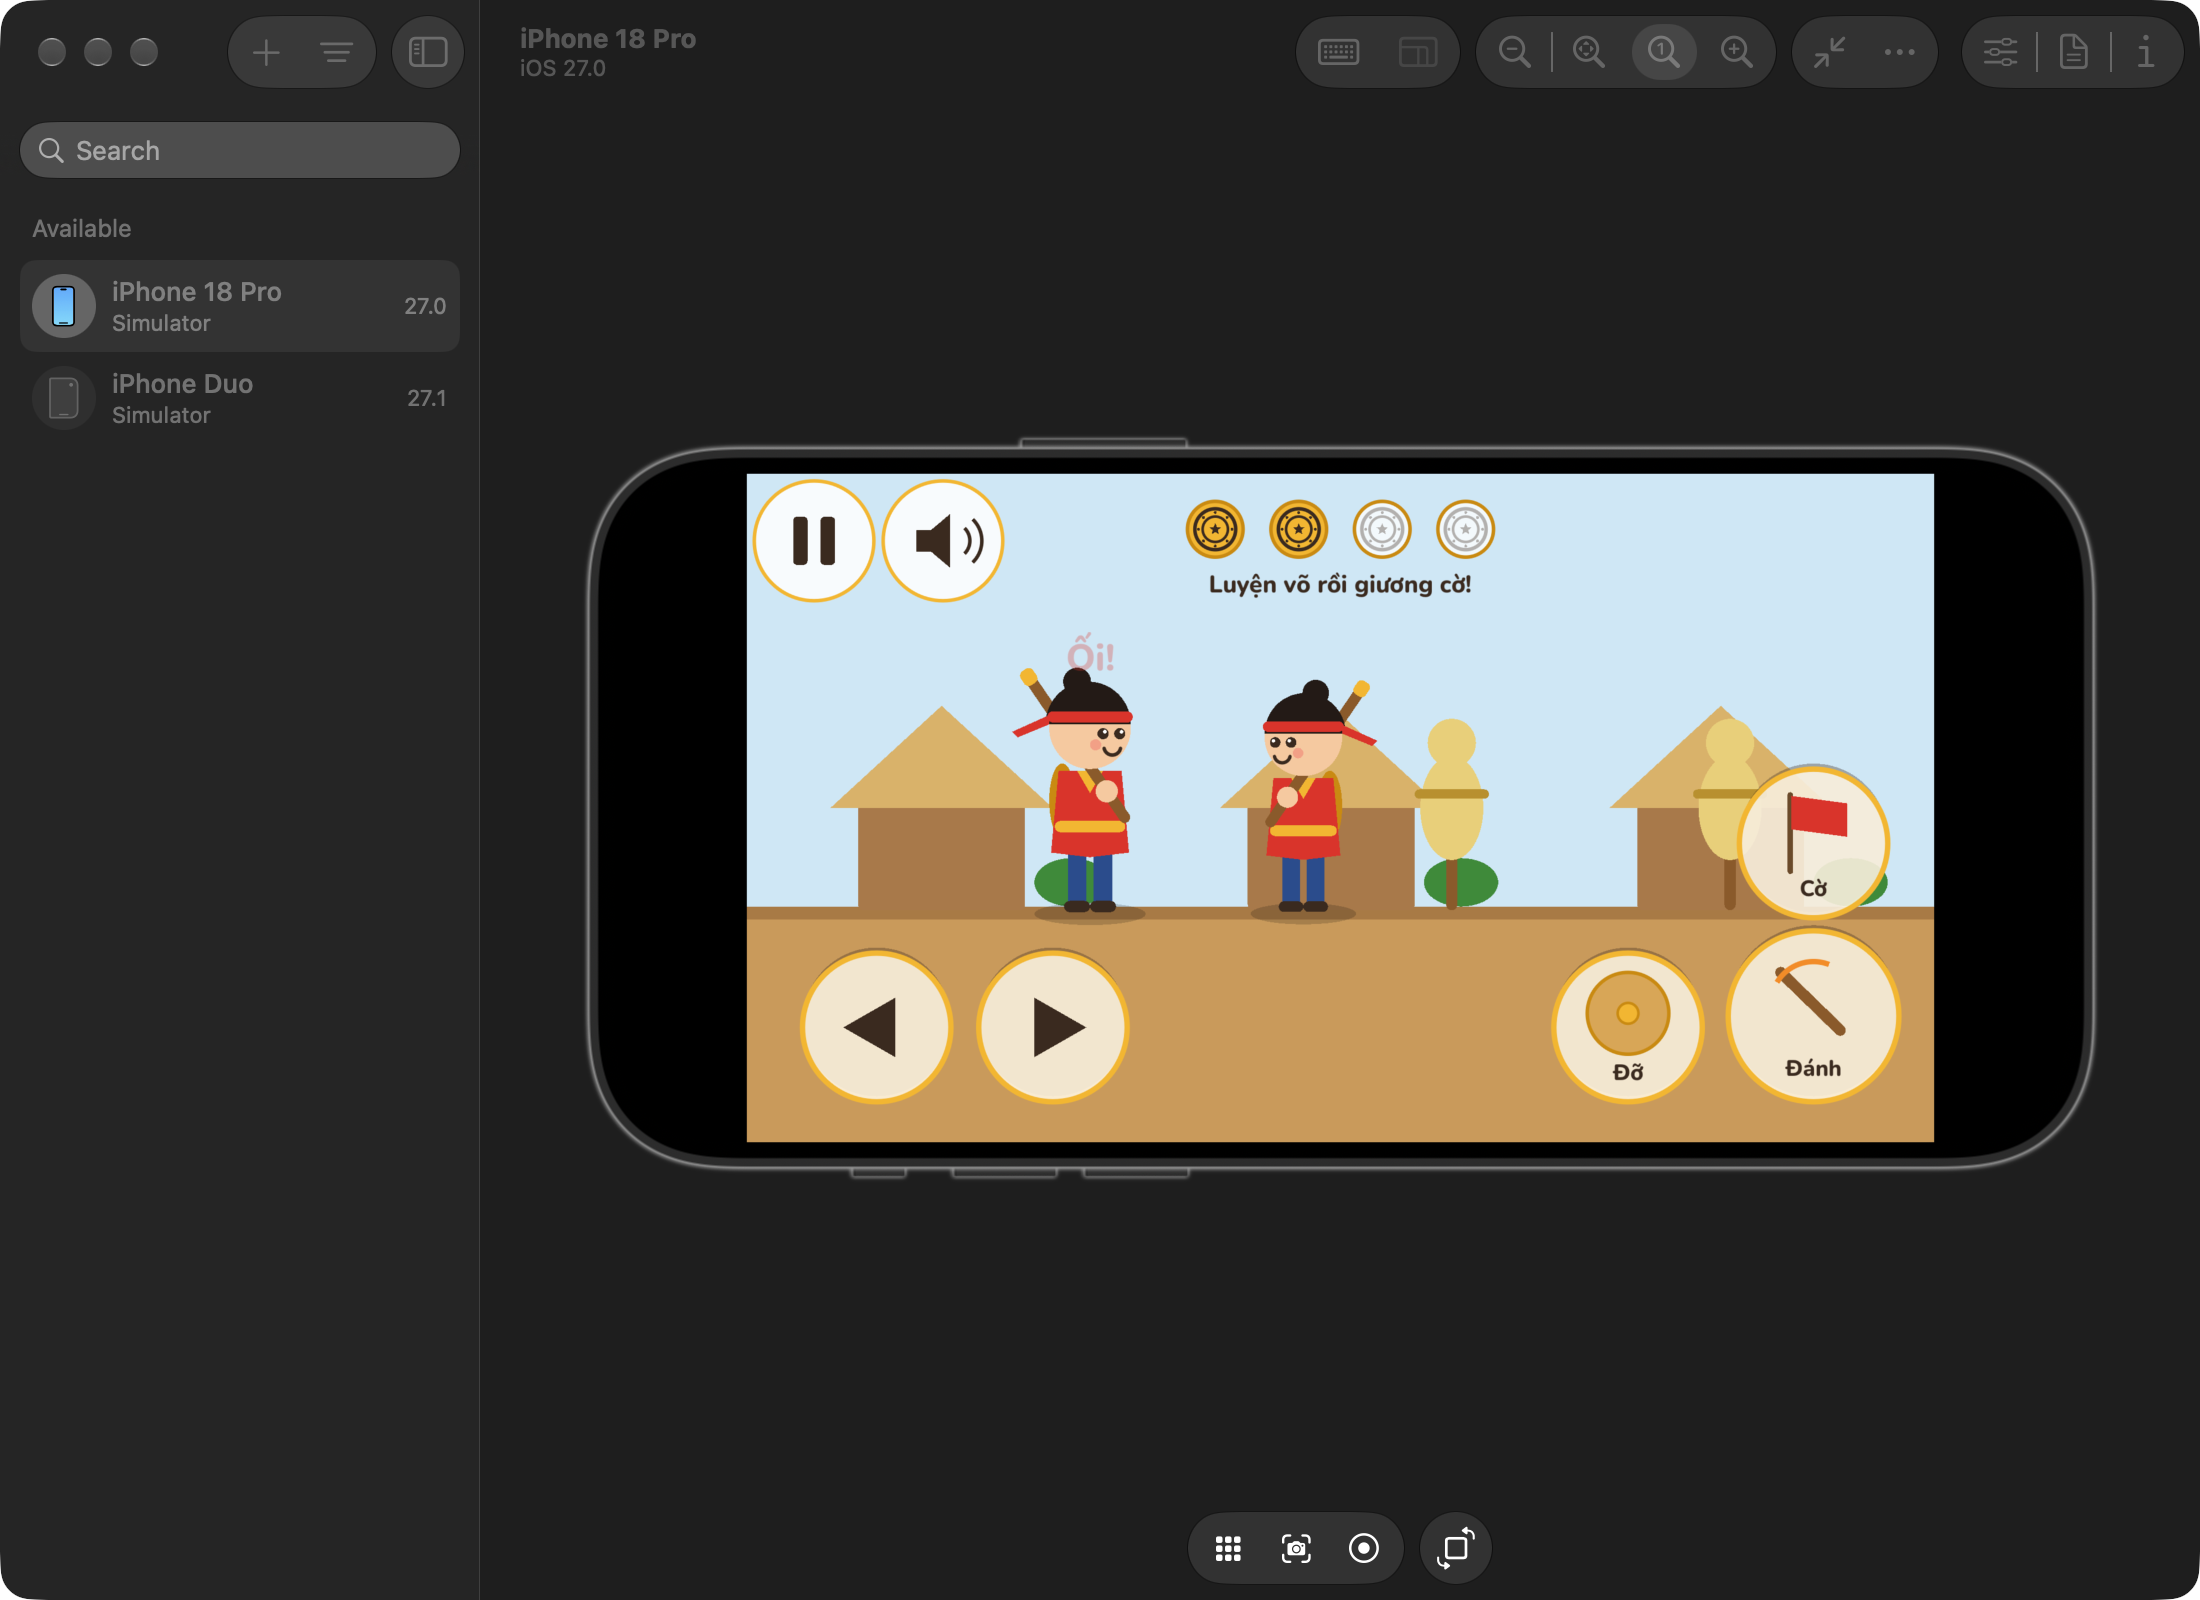 iPhone 18 Pro
iOS 27.0
Search
Available
iPhone 18 Pro
Simulator
27.0
iPhone Duo
Simulator
27.1
Luyện võ rồi giương cờ!
Ối!
Cờ
Đỡ
Đánh